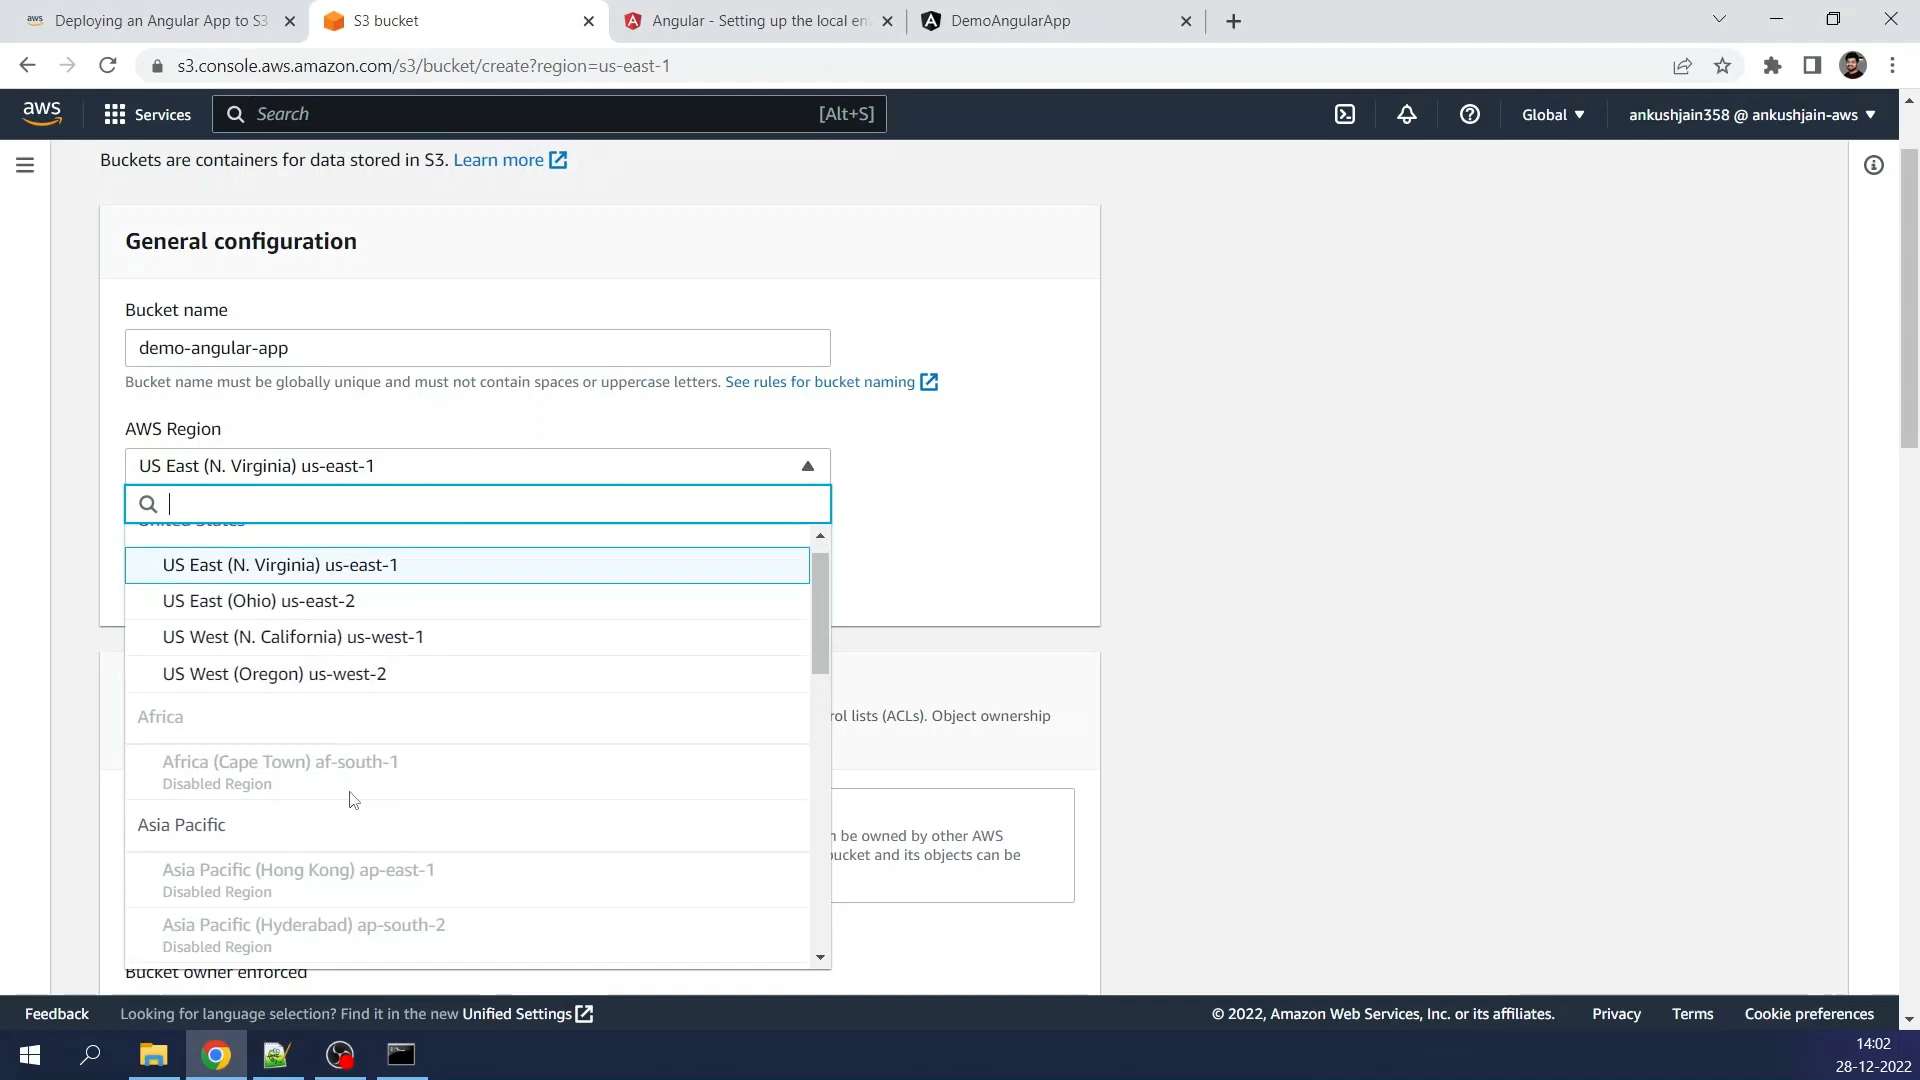 aws Deploying an Angular App to S3
S3 bucket
Angular - Setting up the local en
DemoAngularApp
s3.console.aws.amazon.com/s3/bucket/create?region=us-east-1
aws
Services
Search
[Alt+S]
Global
ankushjain358 @ ankushjain-aws
Buckets are containers for data stored in S3. Learn more
General configuration
Bucket name
demo-angular-app
Bucket name must be globally unique and must not contain spaces or uppercase letters. See rules for bucket naming
AWS Region
US East (N. Virginia) us-east-1
United States
US East (N. Virginia) us-east-1
US East (Ohio) us-east-2
US West (N. California) us-west-1
US West (Oregon) us-west-2
Africa
rol lists (ACLs). Object ownership
Africa (Cape Town) af-south-1
Disabled Region
Asia Pacific
n be owned by other AWS
bucket and its objects can be
Asia Pacific (Hong Kong) ap-east-1
Disabled Region
Asia Pacific (Hyderabad) ap-south-2
Disabled Region
Bucket owner enforced
Feedback
Looking for language selection? Find it in the new Unified Settings
© 2022, Amazon Web Services, Inc. or its affiliates.
Privacy
Terms
Cookie preferences
14:02
28-12-2022